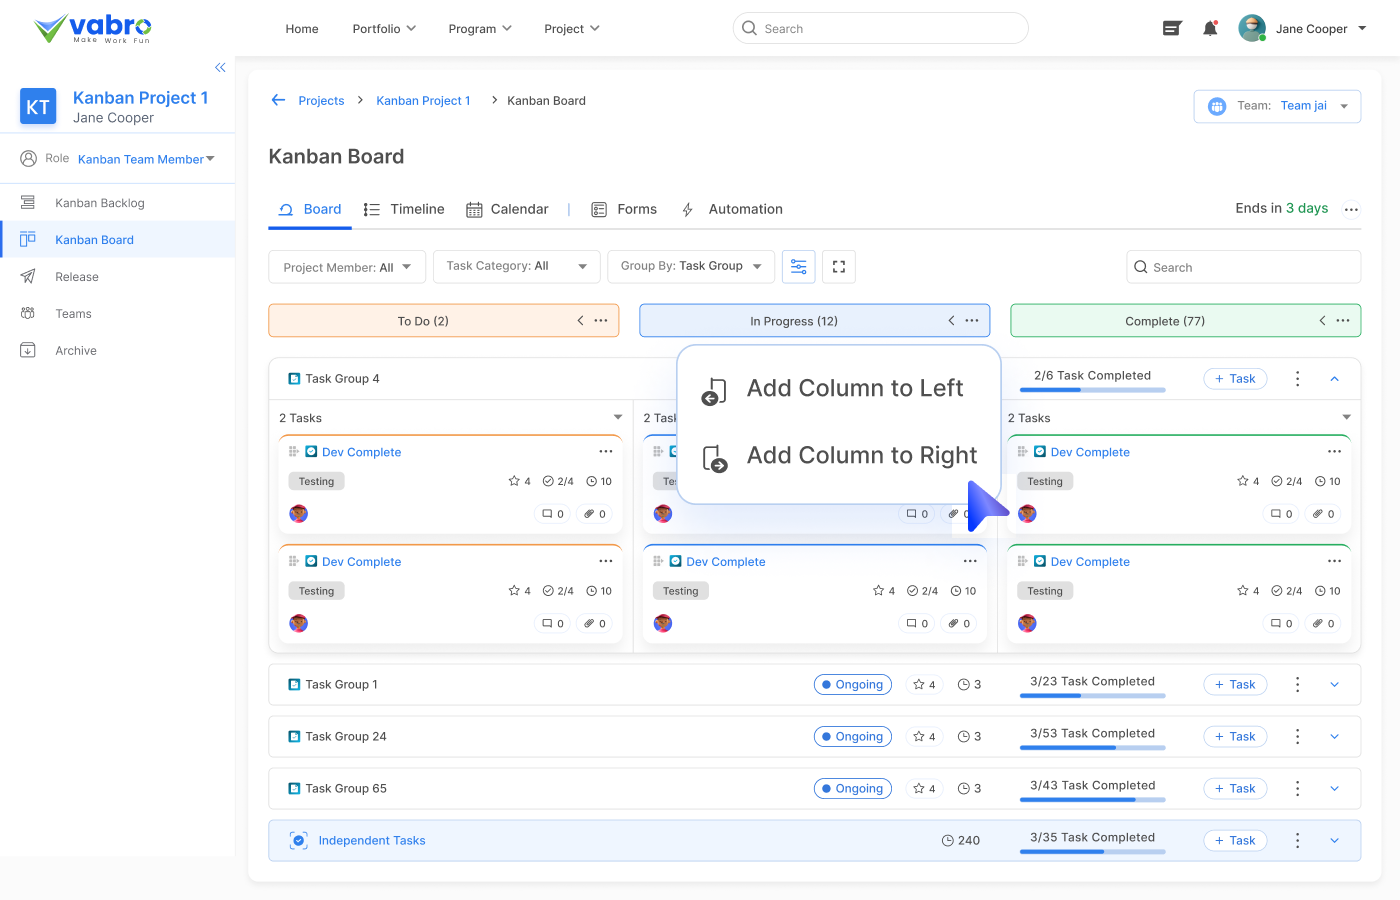 vabro
Make Work Fun
Home
Portfolio
Program
Project
Search
Jane Cooper
KT
Kanban Project 1
Jane Cooper
Role
Kanban Team Member
Kanban Backlog
Kanban Board
Release
Teams
Archive
Projects
Kanban Project 1
Kanban Board
Team: Team jai
Kanban Board
Board
Timeline
Calendar
Forms
Automation
Ends in 3 days
Project Member: All
Task Category: All
Group By: Task Group
Search
To Do (2)
In Progress (12)
Complete (77)
Add Column to Left
Add Column to Right
Task Group 4
2/6 Task Completed
+ Task
2 Tasks
2 Tasks
Dev Complete
Dev Complete
Testing
4
2/4
10
Testing
4
2/4
10
0
0
0
0
0
Dev Complete
Dev Complete
Dev Complete
Testing
4
2/4
10
Testing
4
2/4
10
Testing
4
2/4
10
0
0
0
0
0
0
Task Group 1
Ongoing
4
3
3/23 Task Completed
+ Task
Task Group 24
Ongoing
4
3
3/53 Task Completed
+ Task
Task Group 65
Ongoing
4
3
3/43 Task Completed
+ Task
Independent Tasks
240
3/35 Task Completed
+ Task